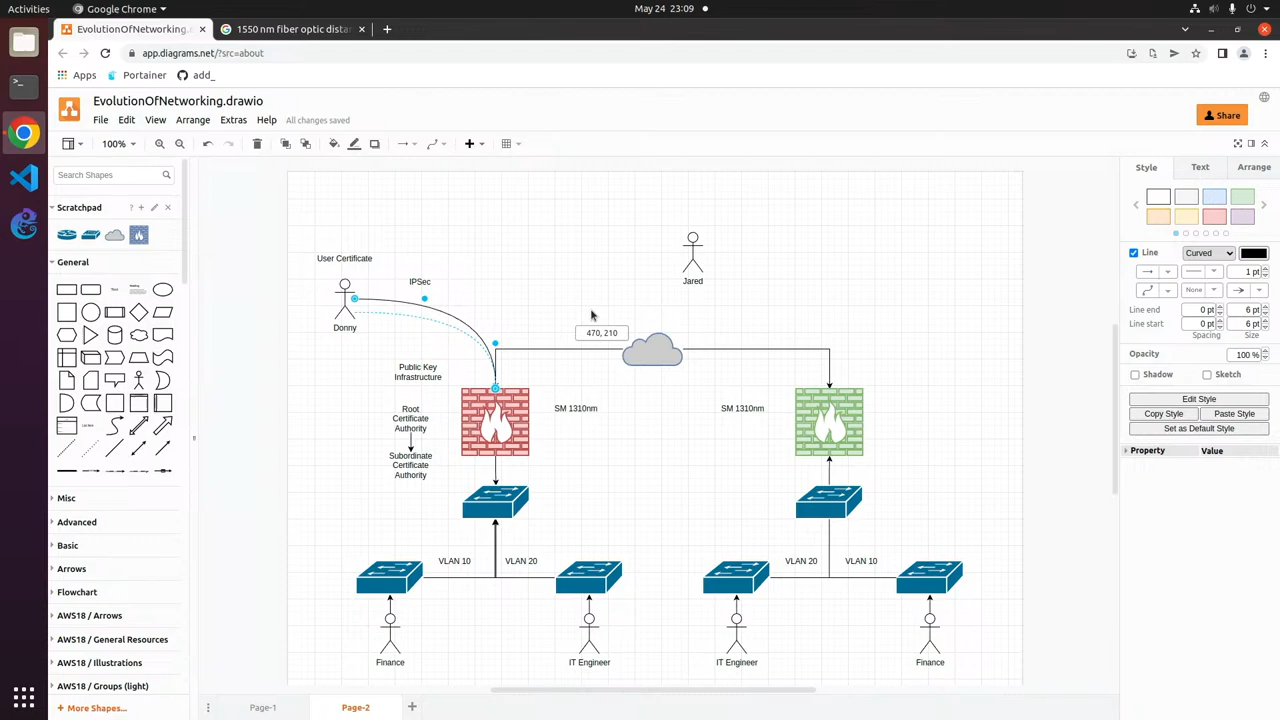 Activities
Google Chrome
May 24 23:09
EvolutionOfNetworking.
1550 nm fiber optic dista
app.diagrams.net/?src=about
Apps
Portainer
add_
EvolutionOfNetworking.drawio
File Edit View Arrange Extras Help All changes saved
Share
100%
Search Shapes
Scratchpad
General
Misc
Advanced
Basic
Arrows
Flowchart
AWS18 / Arrows
AWS18 / General Resources
AWS18 / Illustrations
AWS18 / Groups (light)
+ More Shapes...
User Certificate
IPSec
Donny
Jared
470, 210
Public Key
Infrastructure
Root
Certificate
Authority
Subordinate
Certificate
Authority
SM 1310nm
SM 1310nm
VLAN 10
VLAN 20
VLAN 20
VLAN 10
Finance
IT Engineer
IT Engineer
Finance
Page-1
Page-2
Style
Text
Arrange
Line
Curved
1 pt
None
Line end 0 pt 6 pt
Line start 0 pt 6 pt
Spacing Size
Opacity 100 %
Shadow
Sketch
Edit Style
Copy Style
Paste Style
Set as Default Style
Property Value